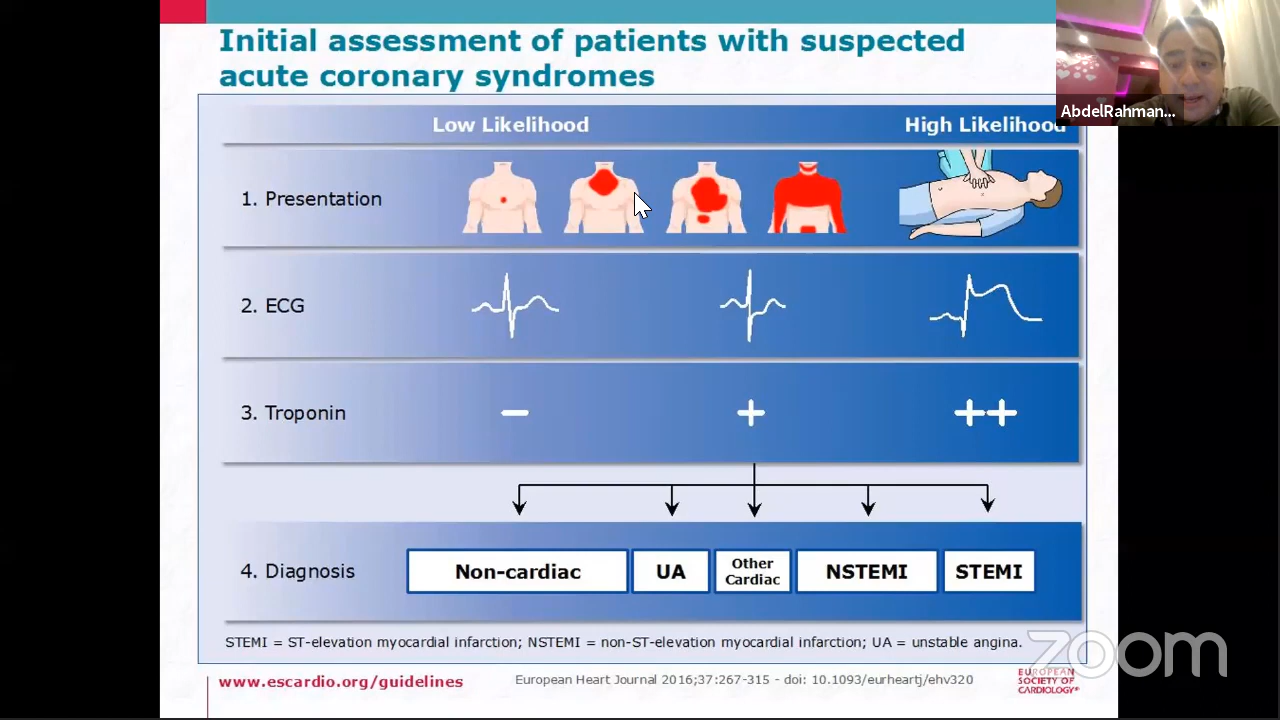 Initial assessment of patients with suspected
acute coronary syndromes
AbdelRahman...
Low Likelihood
High Likelihood
1. Presentation
2. ECG
3. Troponin
− + ++
4. Diagnosis
Non-cardiac
UA
Other
Cardiac
NSTEMI
STEMI
STEMI = ST-elevation myocardial infarction; NSTEMI = non-ST-elevation myocardial infarction; UA = unstable angina.
zoom
www.escardio.org/guidelines
European Heart Journal 2016;37:267-315 - doi: 10.1093/eurheartj/ehv320
EUROPEAN
SOCIETY OF
CARDIOLOGY®